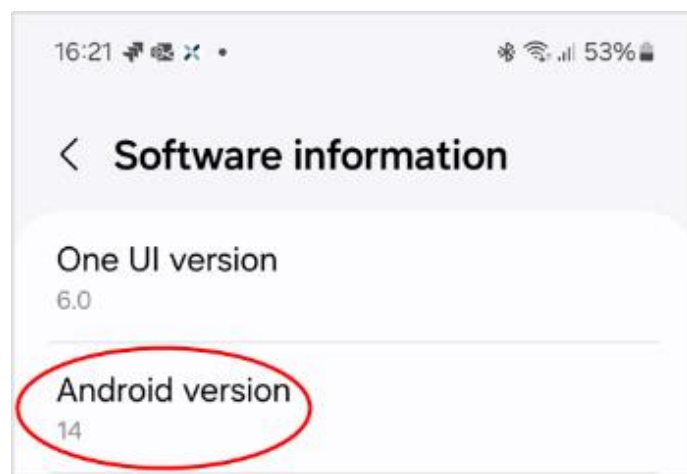 16:21 53%
Software information
One UI version
6.0
Android version
14